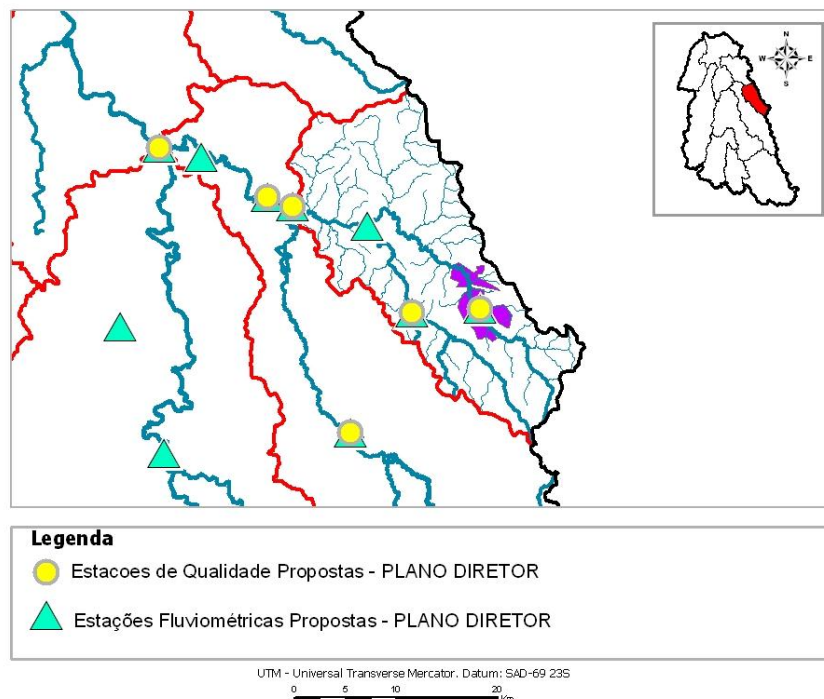 N
W E
S
Legenda
Estacoes de Qualidade Propostas - PLANO DIRETOR
Estações Fluviométricas Propostas - PLANO DIRETOR
UTM - Universal Transverse Mercator. Datum: SAD-69 23S
0 5 10 20
Km